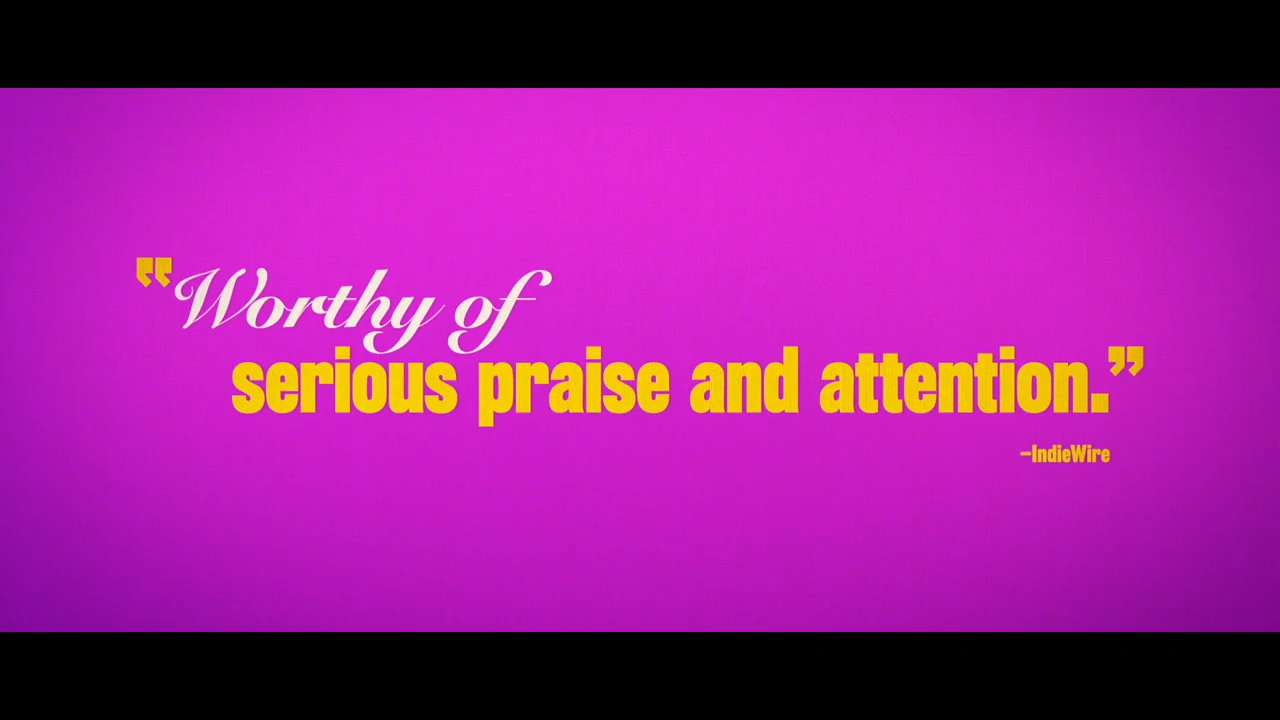 “Worthy of
serious praise and attention.”
–IndieWire